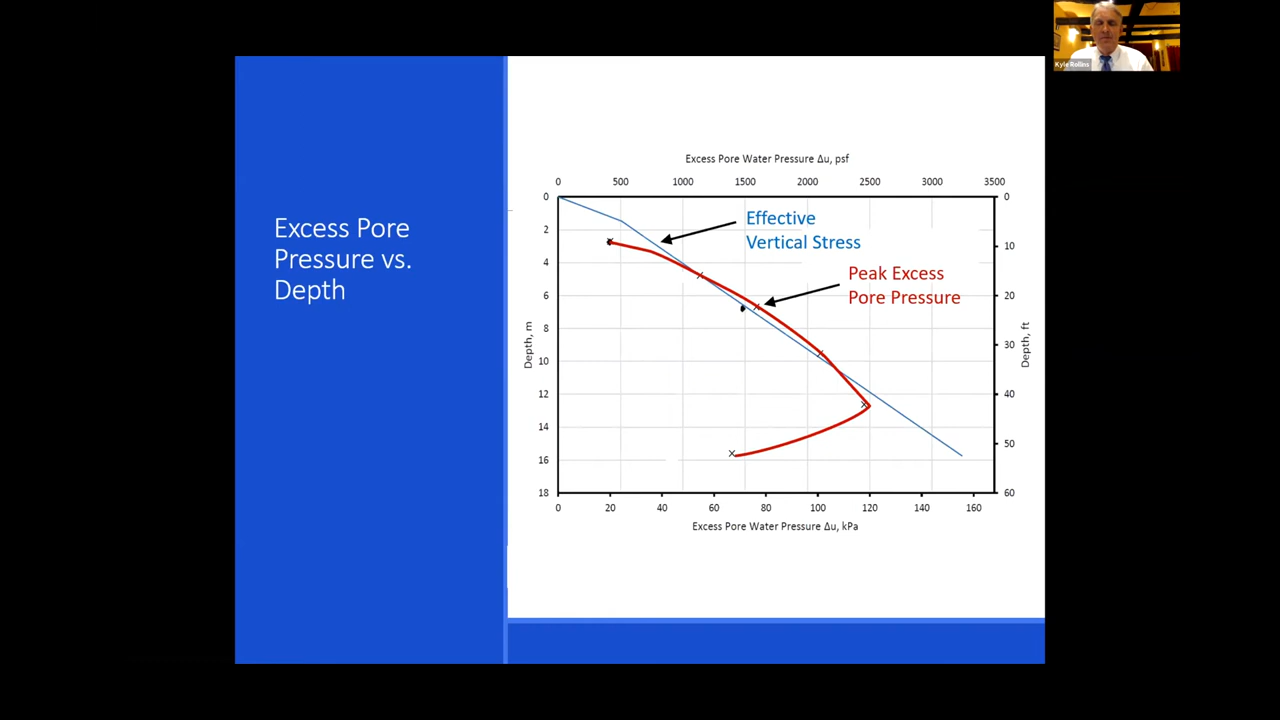 Kyle Rollins
Excess Pore
Pressure vs.
Depth
Excess Pore Water Pressure Δu, psf
0 500 1000 1500 2000 2500 3000 3500
Effective
Vertical Stress
Peak Excess
Pore Pressure
Depth, m
0
2
4
6
8
10
12
14
16
18
Depth, ft
0
10
20
30
40
50
60
0 20 40 60 80 100 120 140 160
Excess Pore Water Pressure Δu, kPa